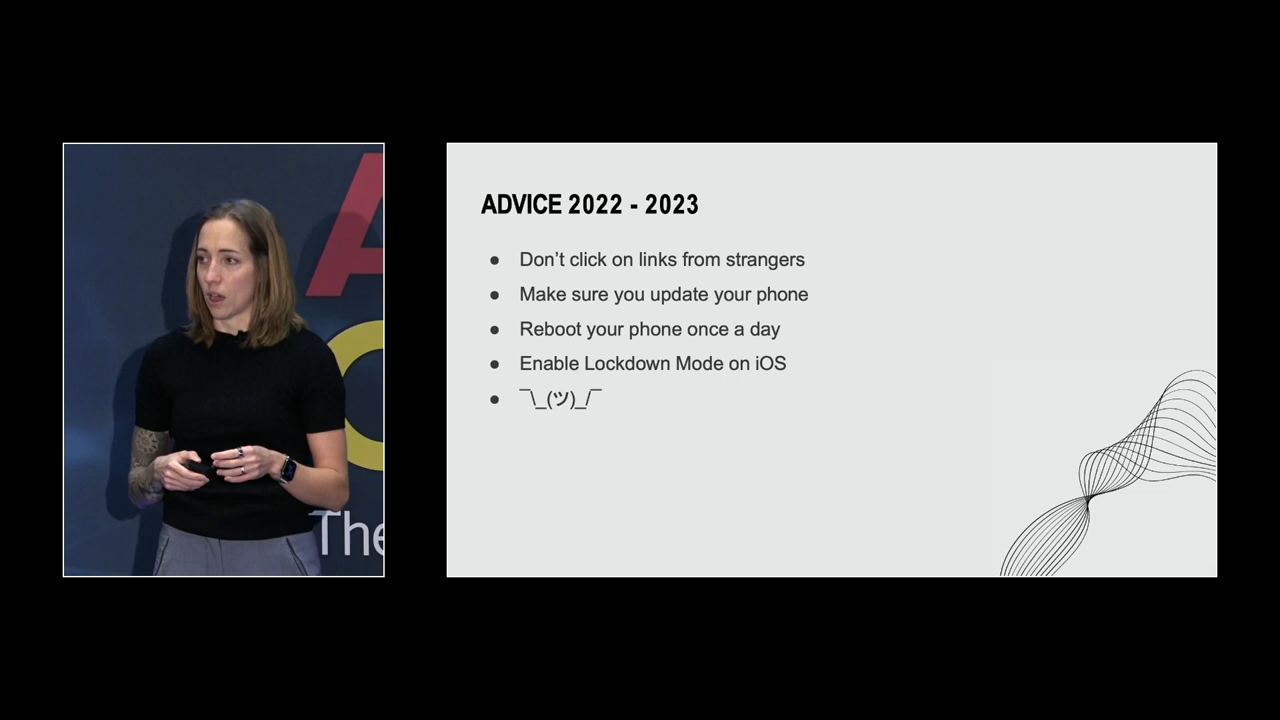 A
The
ADVICE 2022 - 2023
● Don’t click on links from strangers
● Make sure you update your phone
● Reboot your phone once a day
● Enable Lockdown Mode on iOS
● ¯\_(ツ)_/¯